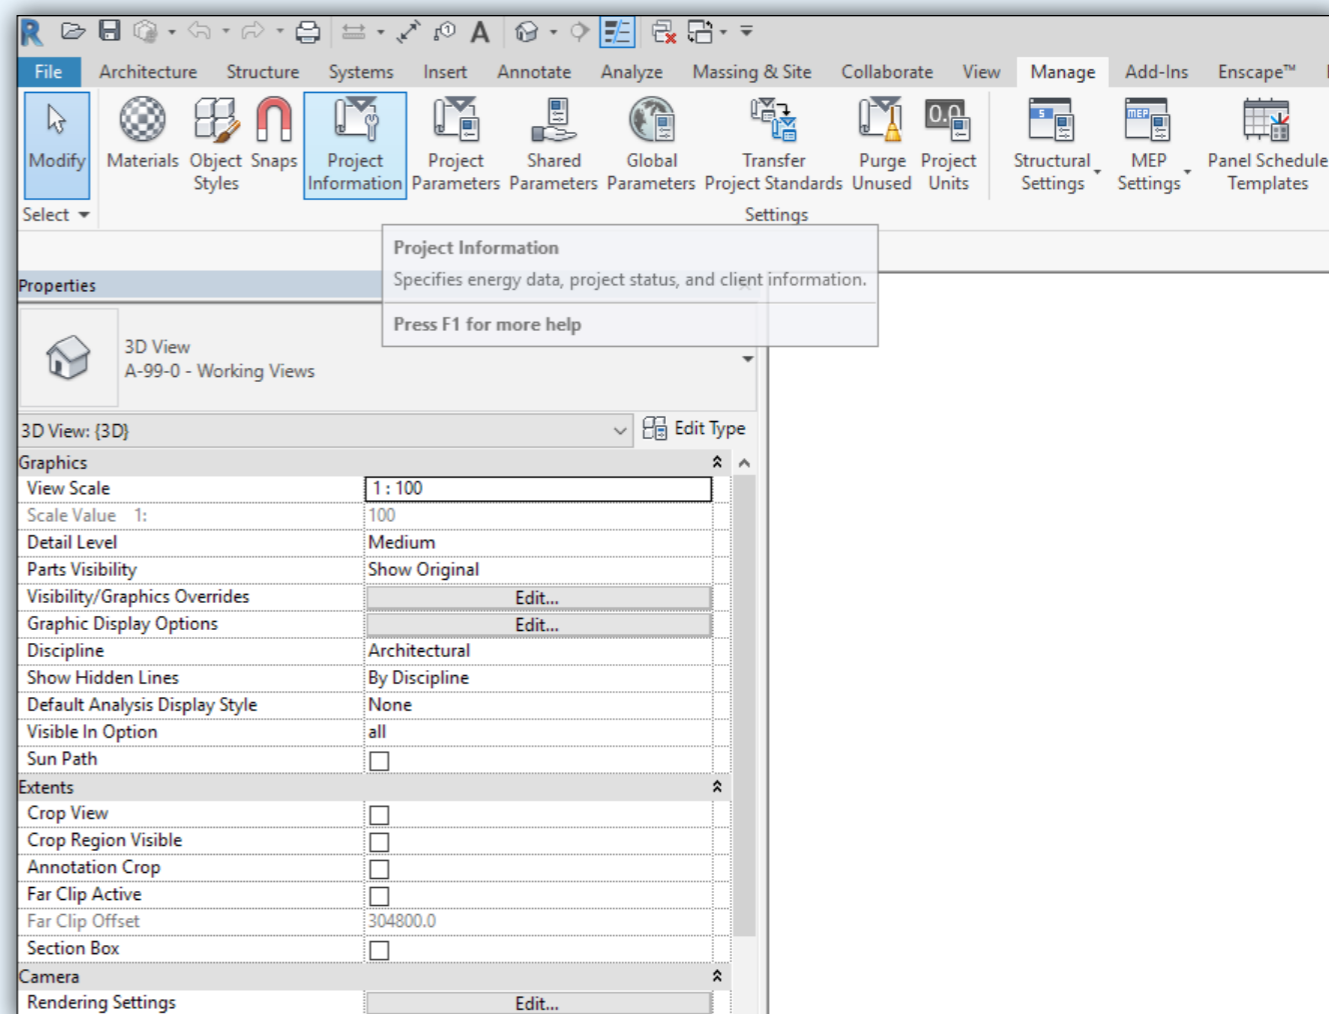 File Architecture Structure Systems Insert Annotate Analyze Massing & Site Collaborate View Manage Add-Ins Enscape™
Modify
Materials
Object Styles
Snaps
Project Information
Project Parameters
Shared Parameters
Global Parameters
Transfer Project Standards
Purge Unused
Project Units
Structural Settings
MEP Settings
Panel Schedule Templates
Select
Settings
Project Information
Specifies energy data, project status, and client information.
Press F1 for more help
Properties
3D View
A-99-0 - Working Views
3D View: {3D}
Edit Type
Graphics
View Scale 1 : 100
Scale Value 1: 100
Detail Level Medium
Parts Visibility Show Original
Visibility/Graphics Overrides Edit...
Graphic Display Options Edit...
Discipline Architectural
Show Hidden Lines By Discipline
Default Analysis Display Style None
Visible In Option all
Sun Path
Extents
Crop View
Crop Region Visible
Annotation Crop
Far Clip Active
Far Clip Offset 304800.0
Section Box
Camera
Rendering Settings Edit...